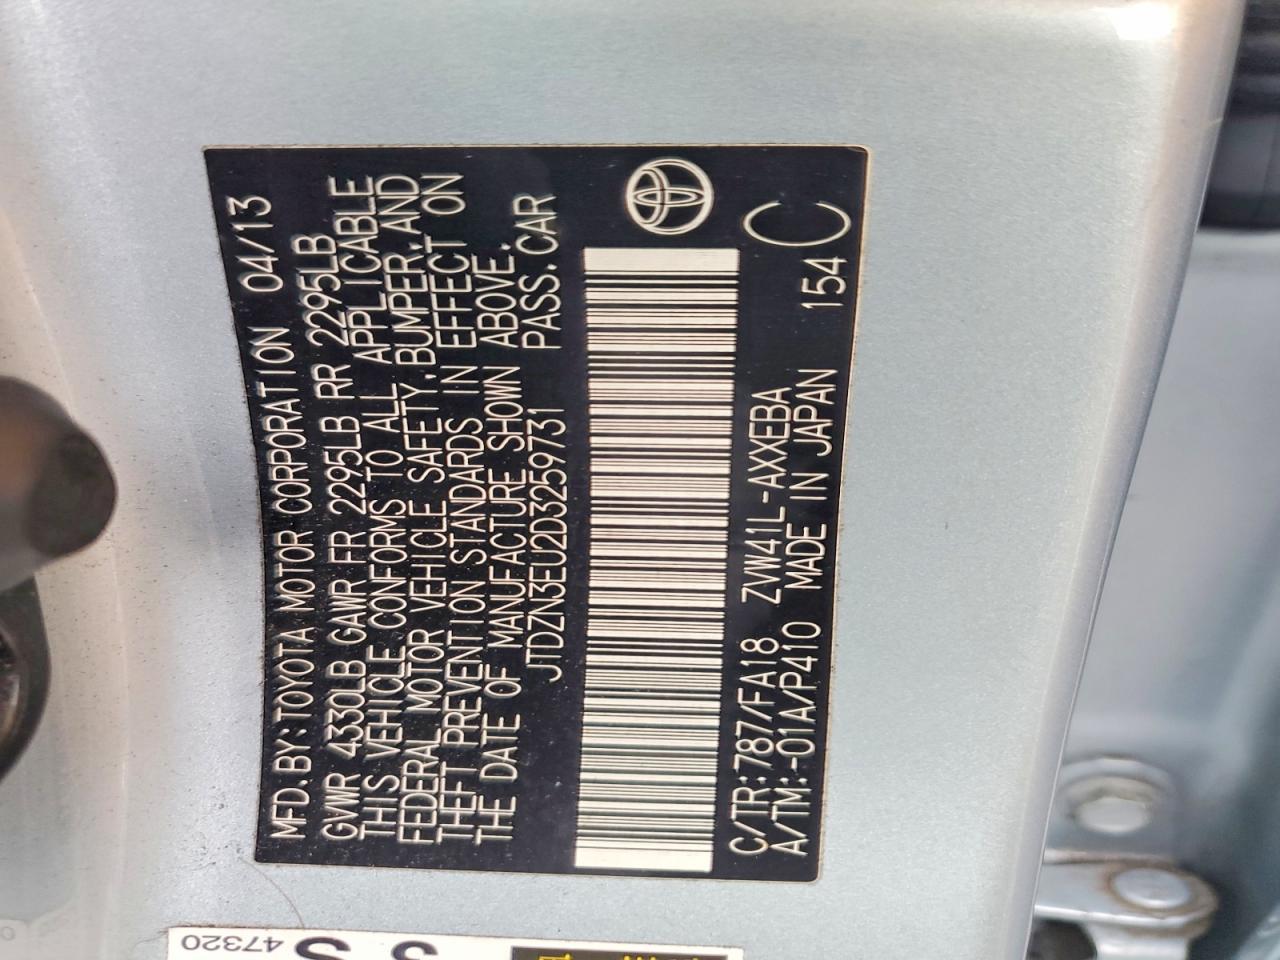 MFD. BY: TOYOTA MOTOR CORPORATION 04/13
GVWR 4330LB GAWR FR 2295LB RR 2295LB
THIS VEHICLE CONFORMS TO ALL APPLICABLE
FEDERAL MOTOR VEHICLE SAFETY, BUMPER, AND
THEFT PREVENTION STANDARDS IN EFFECT ON
THE DATE OF MANUFACTURE SHOWN ABOVE.
JTDZN3EU2D3259731 PASS. CAR
C/TR: 787/FA18 ZVW41L-AXXEBA C
A/TM: -01A/P410 MADE IN JAPAN 154 C
47320